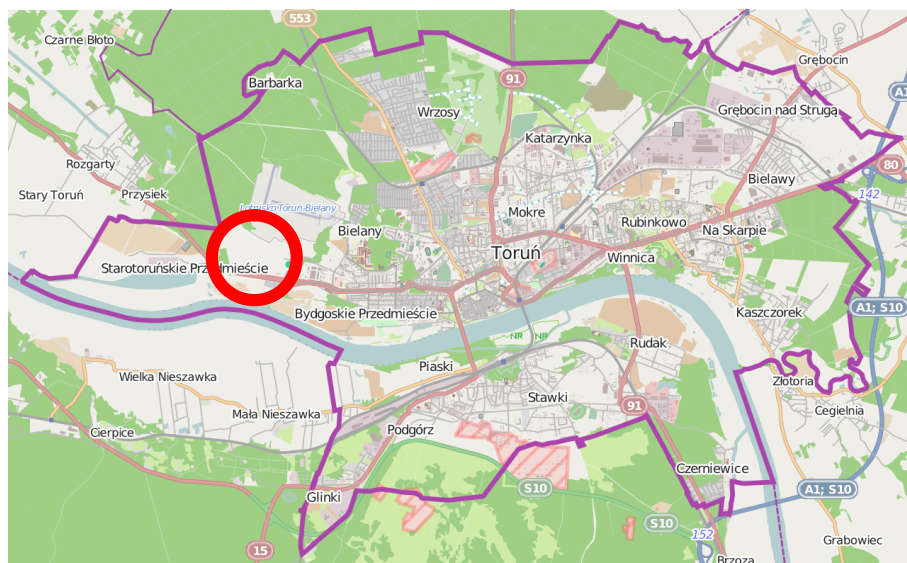 553
Czarne Błoto
Grębocin
Barbarka
91
A1
Wrzosy
Grębocin nad Strugą
Katarzynka
Rozgarty
80
Bielawy
Stary Toruń
Przysiek
142
Lotnisko Toruń-Bielany
Mokre
Rubinkowo
Bielany
Na Skarpie
Toruń
Winnica
Starotoruńskie Przedmieście
A1; S10
Bydgoskie Przedmieście
Kaszczorek
NR
NR
Rudak
Piaski
Wielka Nieszawka
Złotoria
Stawki
91
Cegielnia
Mała Nieszawka
Cierpice
Podgórz
Czerniewice
S10
A1; S10
Glinki
S10
152
Grabowiec
15
Brzoza